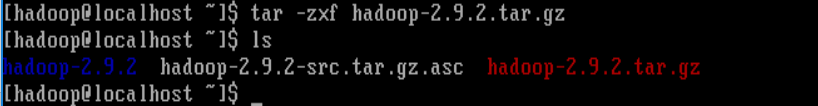 [hadoop@localhost ~]$ tar -zxf hadoop-2.9.2.tar.gz
[hadoop@localhost ~]$ ls
hadoop-2.9.2  hadoop-2.9.2-src.tar.gz.asc  hadoop-2.9.2.tar.gz
[hadoop@localhost ~]$ _